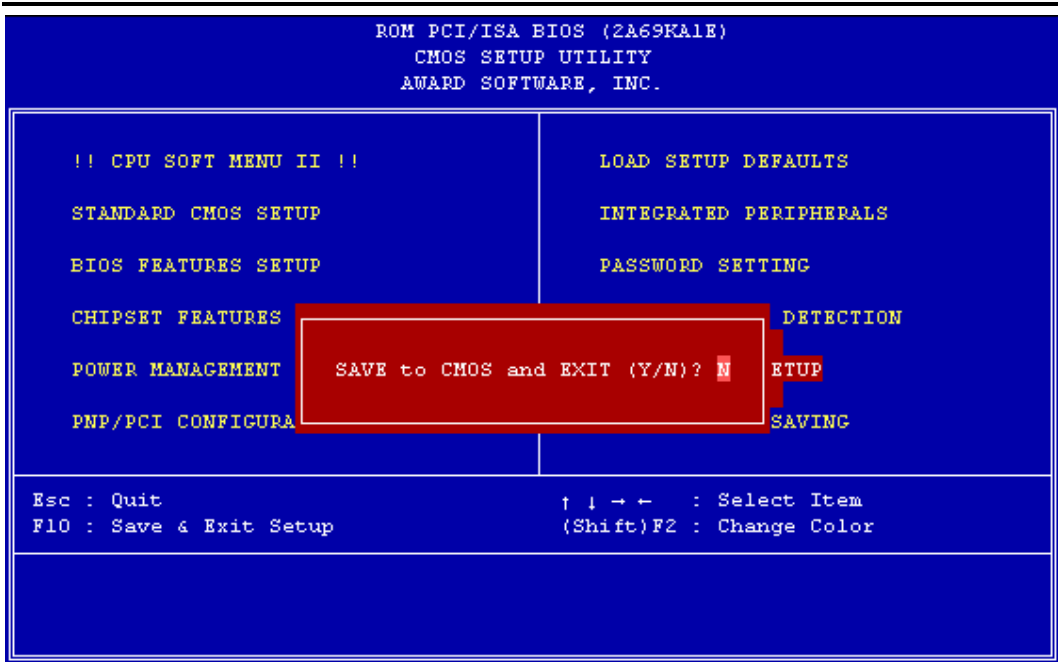 ROM PCI/ISA BIOS (2A69KA1E)
CMOS SETUP UTILITY
AWARD SOFTWARE, INC.
!! CPU SOFT MENU II !!
STANDARD CMOS SETUP
BIOS FEATURES SETUP
CHIPSET FEATURES
POWER MANAGEMENT
PNP/PCI CONFIGURA
LOAD SETUP DEFAULTS
INTEGRATED PERIPHERALS
PASSWORD SETTING
DETECTION
ETUP
SAVING
SAVE to CMOS and EXIT (Y/N)? N
Esc : Quit
F10 : Save & Exit Setup
↑ ↓ → ← : Select Item
(Shift)F2 : Change Color